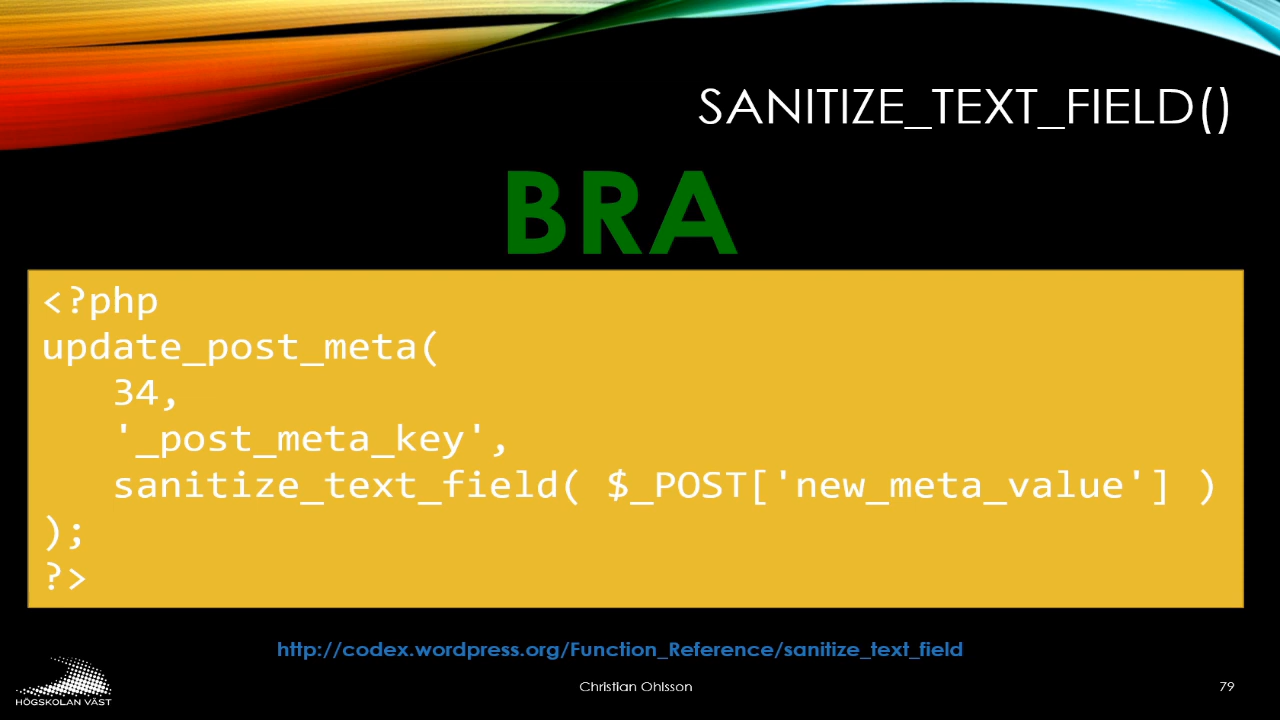 SANITIZE_TEXT_FIELD()
BRA
<?php
update_post_meta(
   34,
   '_post_meta_key',
   sanitize_text_field( $_POST['new_meta_value'] )
);
?>
http://codex.wordpress.org/Function_Reference/sanitize_text_field
HÖGSKOLAN VÄST
Christian Ohlsson
79